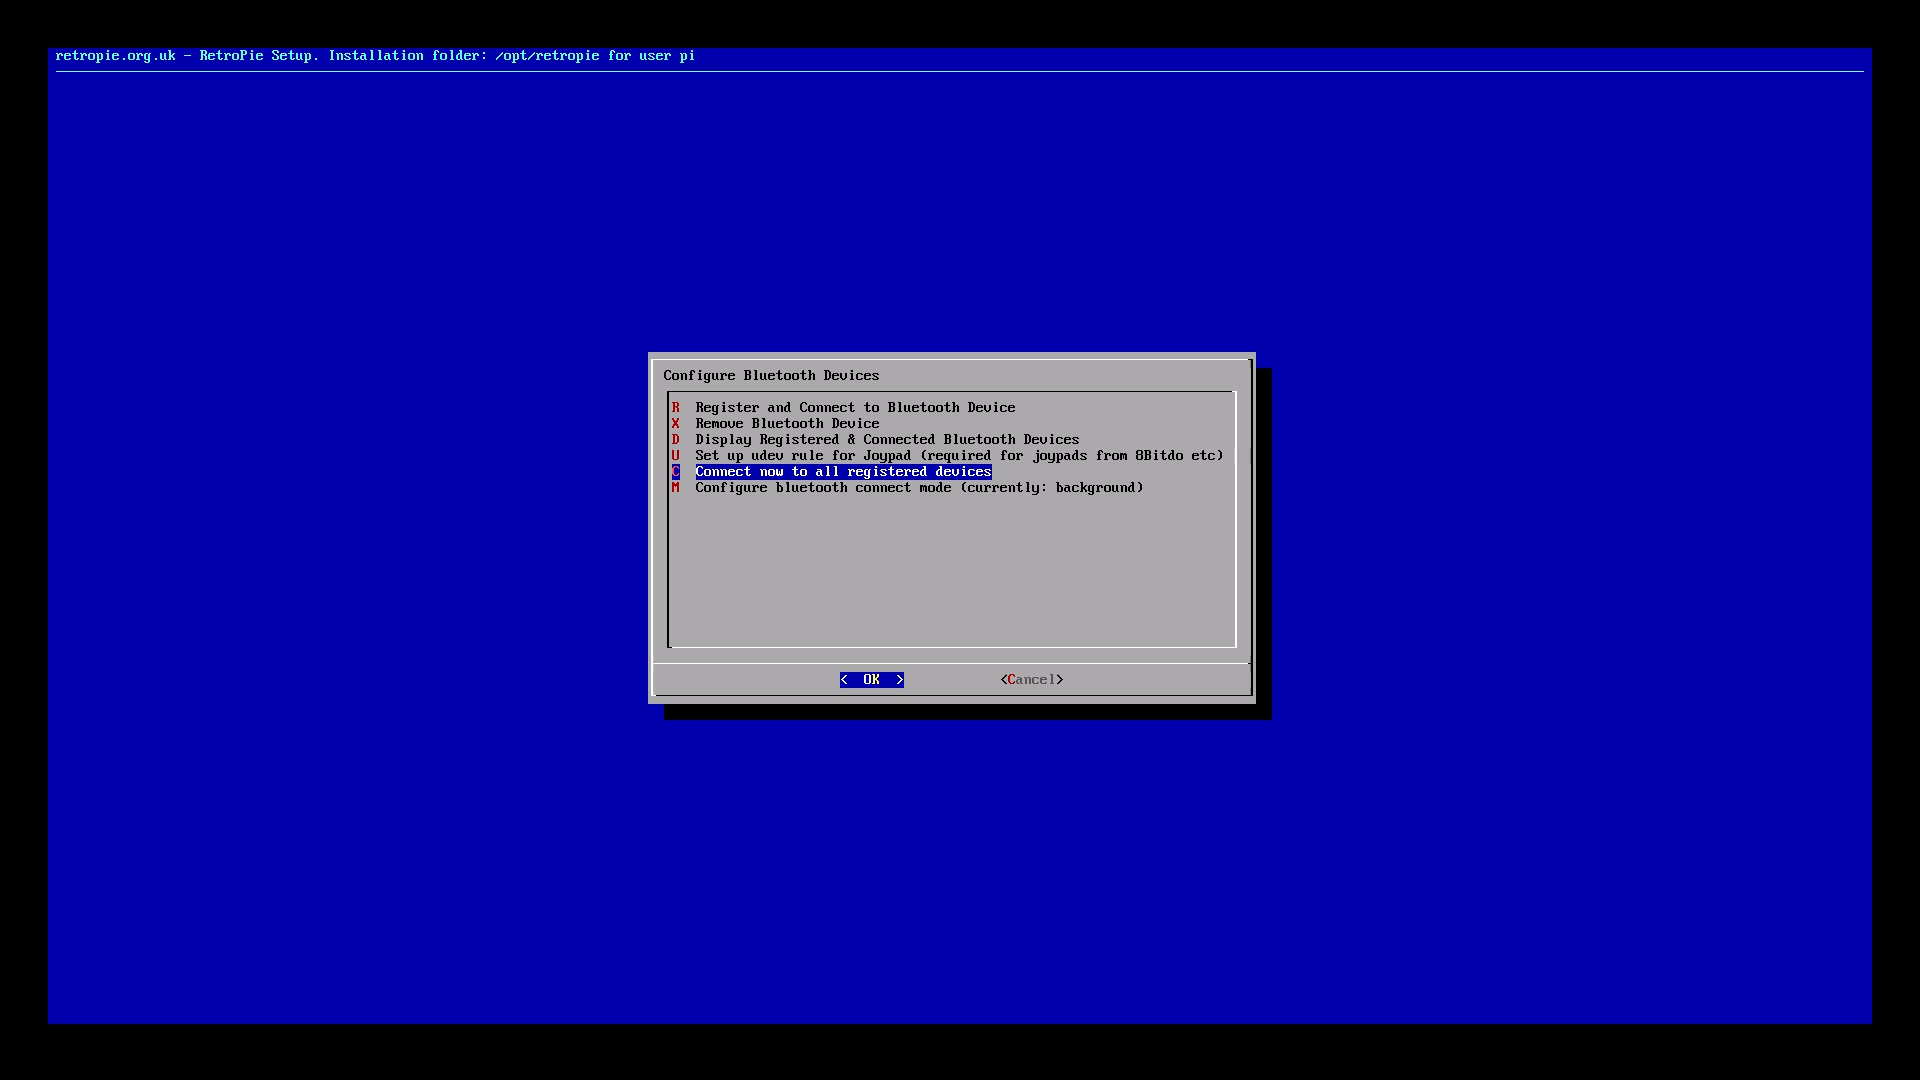 retropie.org.uk - RetroPie Setup. Installation folder: /opt/retropie for user pi
Configure Bluetooth Devices
R Register and Connect to Bluetooth Device
X Remove Bluetooth Device
D Display Registered & Connected Bluetooth Devices
U Set up udev rule for Joypad (required for joypads from 8Bitdo etc)
C Connect now to all registered devices
M Configure bluetooth connect mode (currently: background)
< OK > <Cancel>